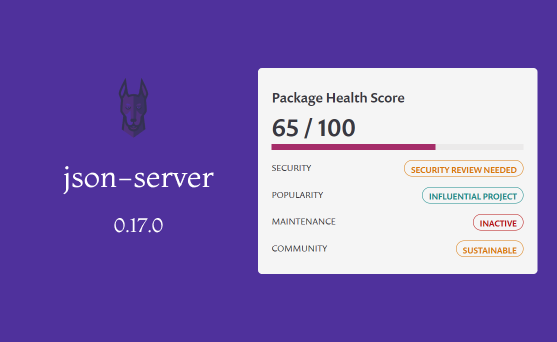 json-server
0.17.0
Package Health Score
65 / 100
SECURITY
SECURITY REVIEW NEEDED
POPULARITY
INFLUENTIAL PROJECT
MAINTENANCE
INACTIVE
COMMUNITY
SUSTAINABLE